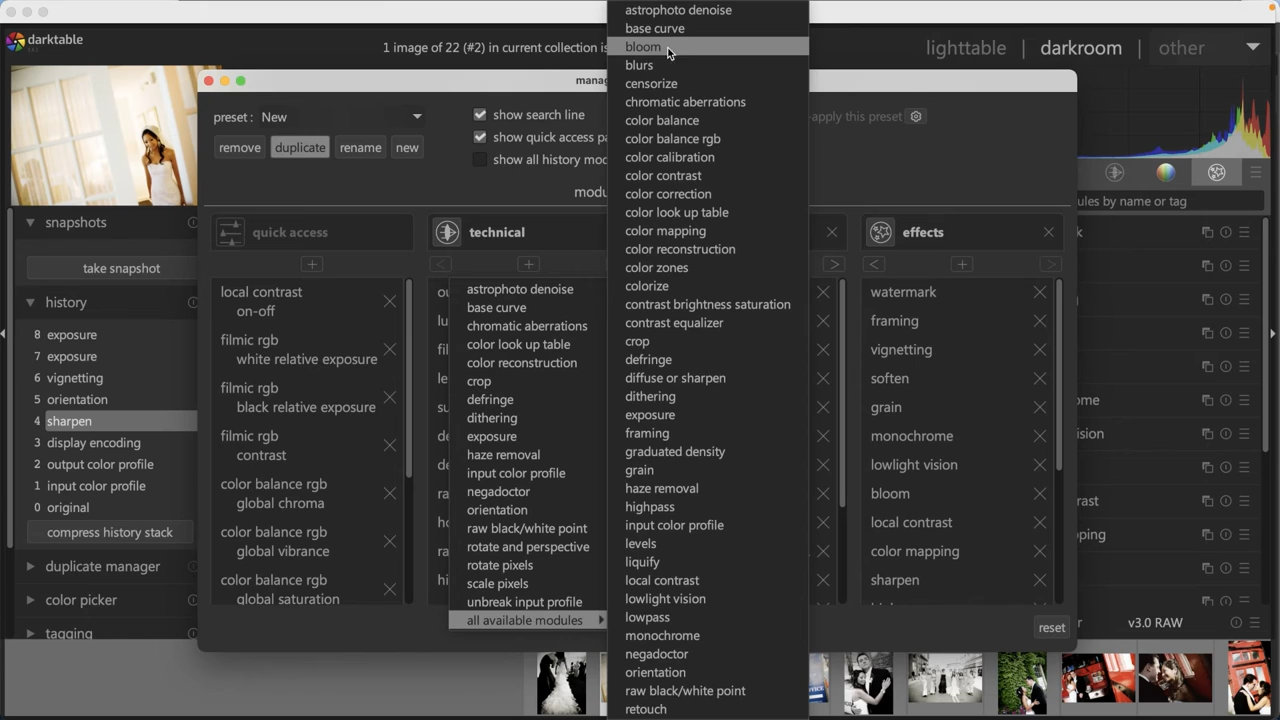 darktable
1 image of 22 (#2) in current collection is
lighttable | darkroom | other
preset : New
remove
duplicate
rename
new
show search line
show quick access pa
show all history mod
-apply this preset
modu
snapshots
take snapshot
history
8 exposure
7 exposure
6 vignetting
5 orientation
4 sharpen
3 display encoding
2 output color profile
1 input color profile
0 original
compress history stack
duplicate manager
color picker
tagging
quick access
local contrast
on-off
filmic rgb
white relative exposure
filmic rgb
black relative exposure
filmic rgb
contrast
color balance rgb
global chroma
color balance rgb
global vibrance
color balance rgb
global saturation
technical
astrophoto denoise
base curve
chromatic aberrations
color look up table
color reconstruction
crop
defringe
dithering
exposure
haze removal
input color profile
negadoctor
orientation
raw black/white point
rotate and perspective
rotate pixels
scale pixels
unbreak input profile
all available modules
astrophoto denoise
base curve
bloom
blurs
censorize
chromatic aberrations
color balance
color balance rgb
color calibration
color contrast
color correction
color look up table
color mapping
color reconstruction
color zones
colorize
contrast brightness saturation
contrast equalizer
crop
defringe
diffuse or sharpen
dithering
exposure
framing
graduated density
grain
haze removal
highpass
input color profile
levels
liquify
local contrast
lowlight vision
lowpass
monochrome
negadoctor
orientation
raw black/white point
retouch
effects
watermark
framing
vignetting
soften
grain
monochrome
lowlight vision
bloom
local contrast
color mapping
sharpen
reset
ules by name or tag
v3.0 RAW